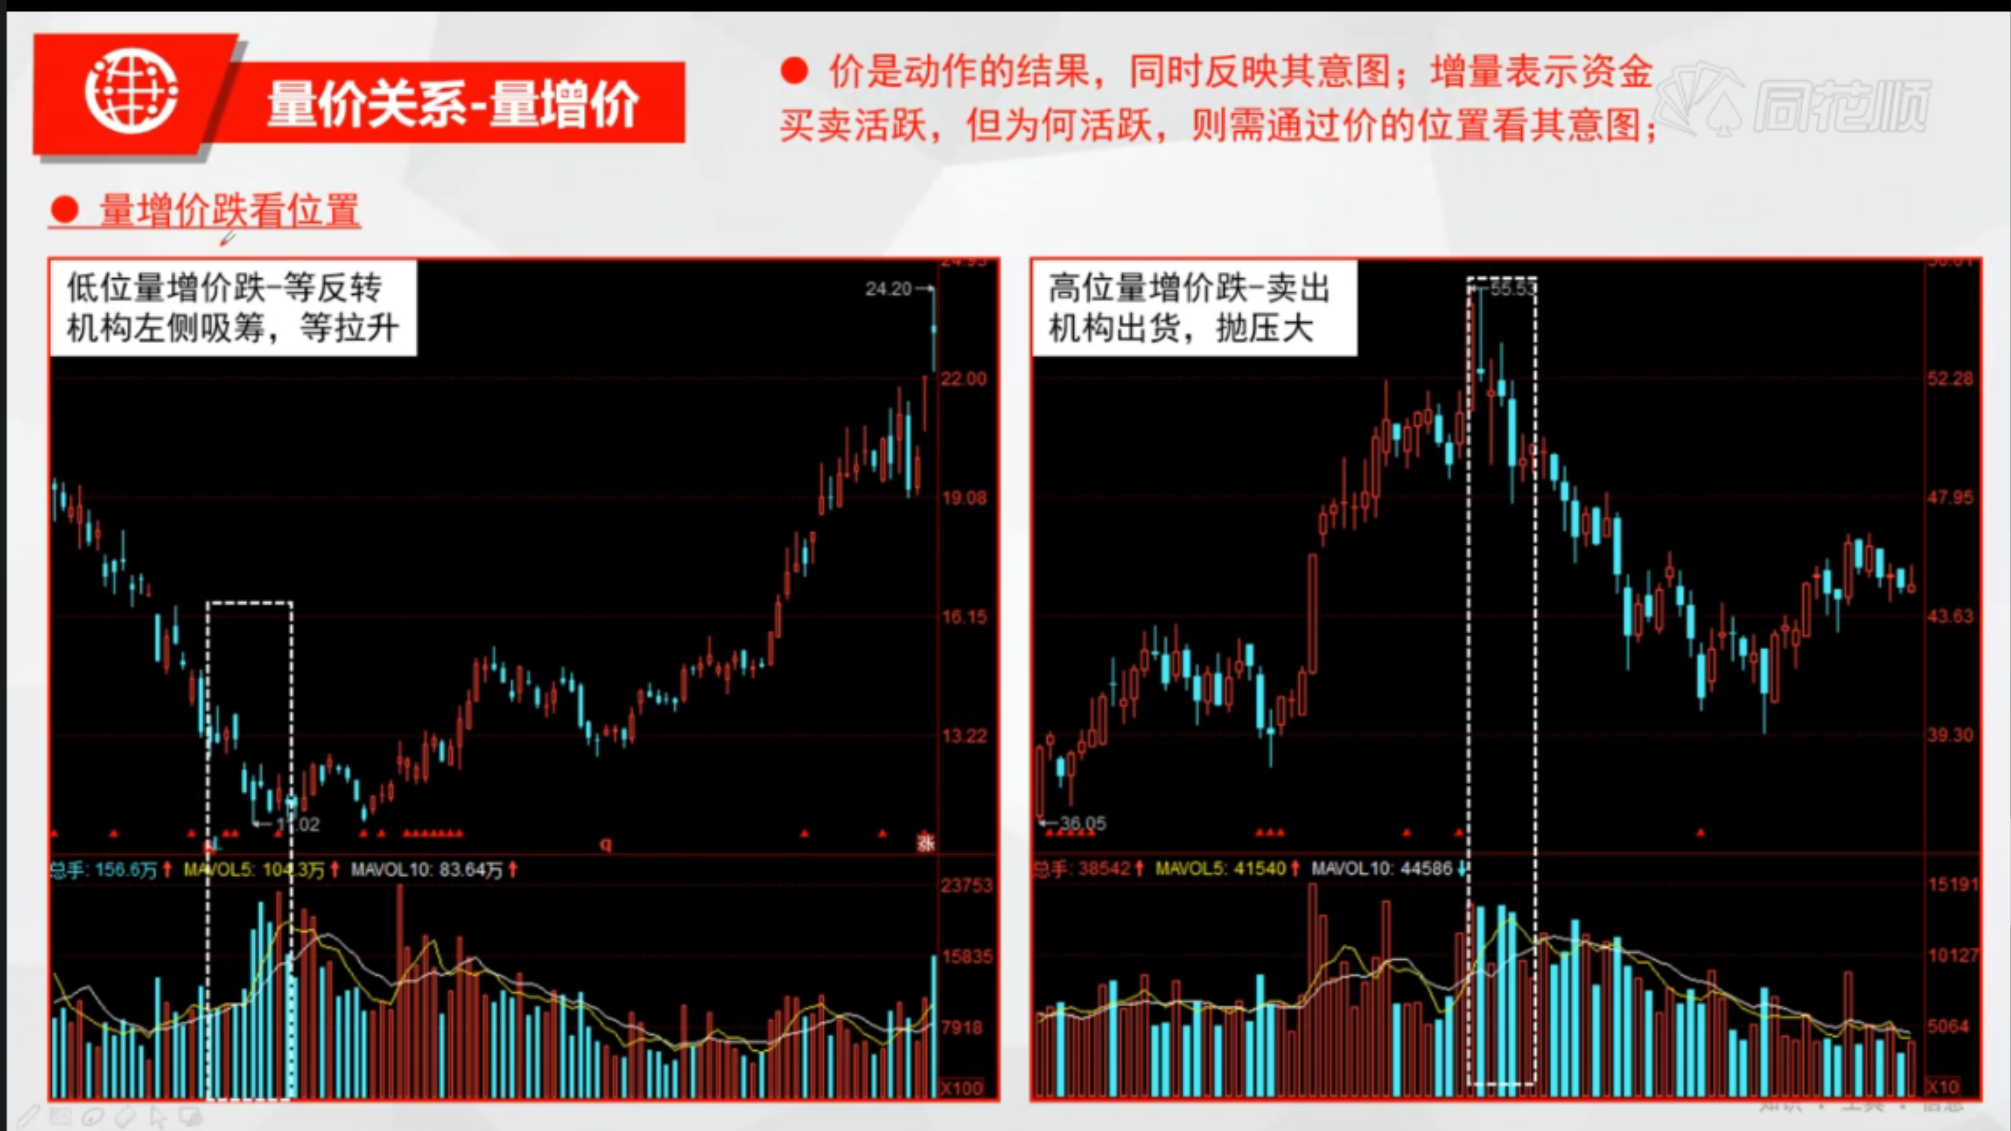 量价关系-量增价
● 价是动作的结果，同时反映其意图；增量表示资金
买卖活跃，但为何活跃，则需通过价的位置看其意图；
同花顺
● 量增价跌看位置
低位量增价跌-等反转
机构左侧吸筹，等拉升
24.20
22.00
19.08
16.15
13.22
11.02
q
涨
总手: 156.6万↑ MAVOL5: 104.3万↑ MAVOL10: 83.64万↑
23753
15835
7918
X100
高位量增价跌-卖出
机构出货，抛压大
55.53
52.28
47.95
43.63
39.30
36.05
总手: 38542↑ MAVOL5: 41540↑ MAVOL10: 44586↓
15191
10127
5064
X10